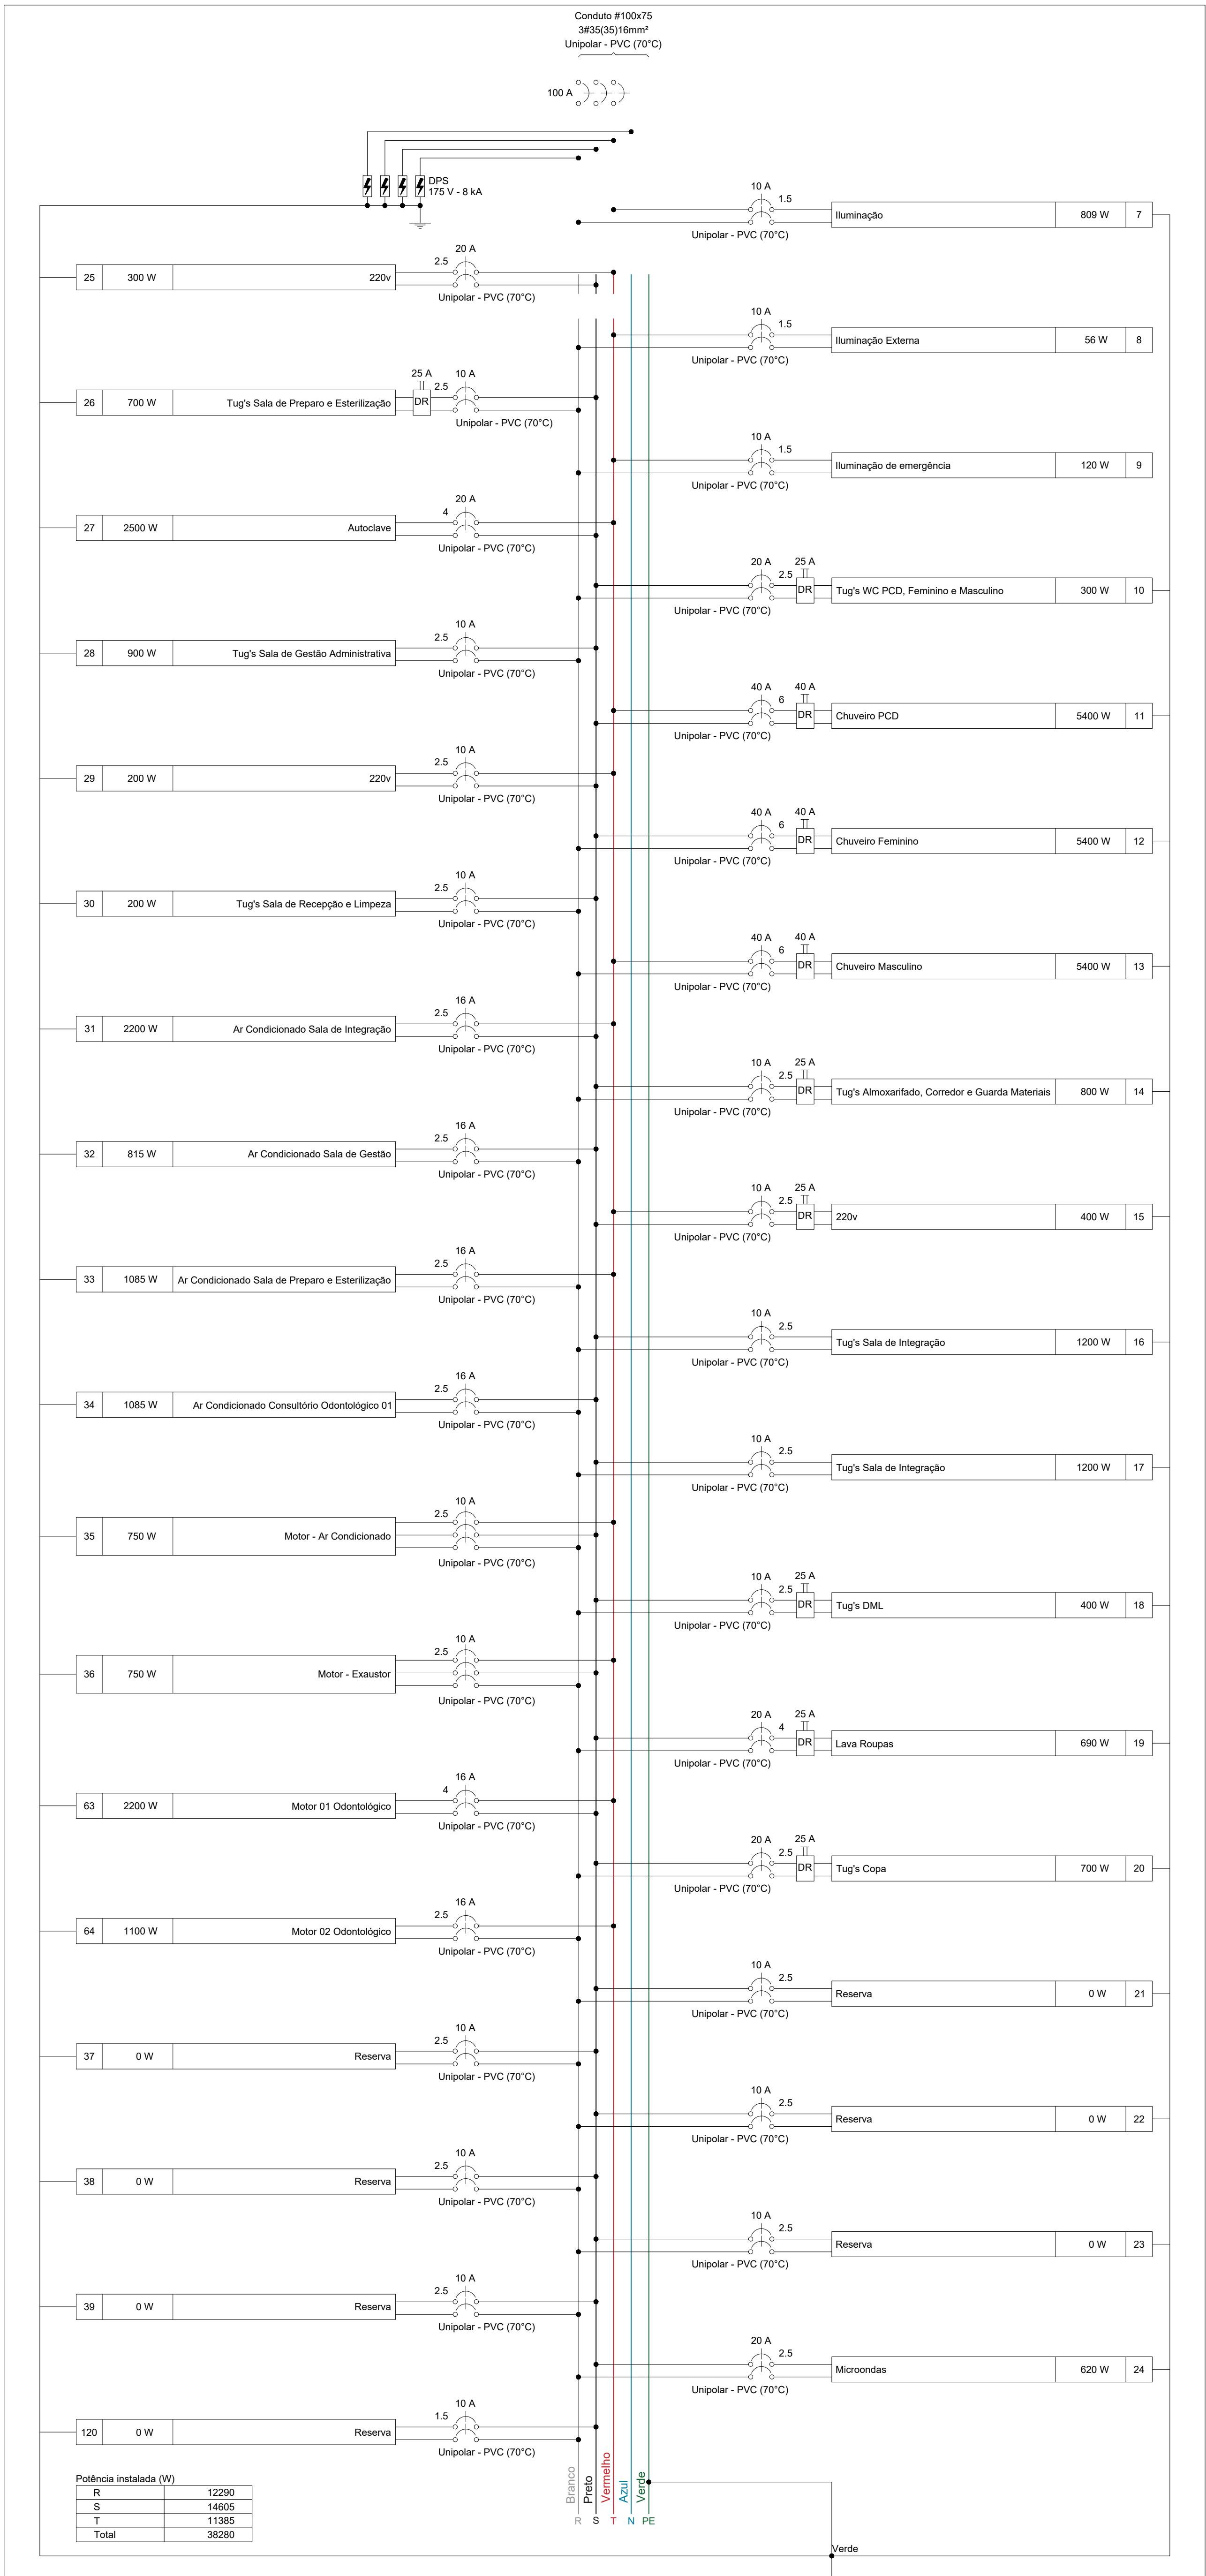 Conduto #100x75
3#35(35)16mm²
Unipolar - PVC (70°C)
100 A
DPS
175 V - 8 kA
10 A
1.5
Iluminação 809 W 7
Unipolar - PVC (70°C)
20 A
2.5
25 300 W 220v
Unipolar - PVC (70°C)
10 A
1.5
Iluminação Externa 56 W 8
Unipolar - PVC (70°C)
25 A 10 A
2.5
26 700 W Tug's Sala de Preparo e Esterilização DR
Unipolar - PVC (70°C)
10 A
1.5
Iluminação de emergência 120 W 9
Unipolar - PVC (70°C)
20 A
4
27 2500 W Autoclave
Unipolar - PVC (70°C)
20 A 25 A
2.5
DR Tug's WC PCD, Feminino e Masculino 300 W 10
Unipolar - PVC (70°C)
10 A
2.5
28 900 W Tug's Sala de Gestão Administrativa
Unipolar - PVC (70°C)
40 A 40 A
6
DR Chuveiro PCD 5400 W 11
Unipolar - PVC (70°C)
10 A
2.5
29 200 W 220v
Unipolar - PVC (70°C)
40 A 40 A
6
DR Chuveiro Feminino 5400 W 12
Unipolar - PVC (70°C)
10 A
2.5
30 200 W Tug's Sala de Recepção e Limpeza
Unipolar - PVC (70°C)
40 A 40 A
6
DR Chuveiro Masculino 5400 W 13
Unipolar - PVC (70°C)
16 A
2.5
31 2200 W Ar Condicionado Sala de Integração
Unipolar - PVC (70°C)
10 A 25 A
2.5
DR Tug's Almoxarifado, Corredor e Guarda Materiais 800 W 14
Unipolar - PVC (70°C)
16 A
2.5
32 815 W Ar Condicionado Sala de Gestão
Unipolar - PVC (70°C)
10 A 25 A
2.5
DR 220v 400 W 15
Unipolar - PVC (70°C)
16 A
2.5
33 1085 W Ar Condicionado Sala de Preparo e Esterilização
Unipolar - PVC (70°C)
10 A
2.5
Tug's Sala de Integração 1200 W 16
Unipolar - PVC (70°C)
16 A
2.5
34 1085 W Ar Condicionado Consultório Odontológico 01
Unipolar - PVC (70°C)
10 A
2.5
Tug's Sala de Integração 1200 W 17
Unipolar - PVC (70°C)
10 A
2.5
35 750 W Motor - Ar Condicionado
Unipolar - PVC (70°C)
10 A 25 A
2.5
DR Tug's DML 400 W 18
Unipolar - PVC (70°C)
10 A
2.5
36 750 W Motor - Exaustor
Unipolar - PVC (70°C)
20 A 25 A
4
DR Lava Roupas 690 W 19
Unipolar - PVC (70°C)
16 A
4
63 2200 W Motor 01 Odontológico
Unipolar - PVC (70°C)
20 A 25 A
2.5
DR Tug's Copa 700 W 20
Unipolar - PVC (70°C)
16 A
2.5
64 1100 W Motor 02 Odontológico
Unipolar - PVC (70°C)
10 A
2.5
Reserva 0 W 21
Unipolar - PVC (70°C)
10 A
2.5
37 0 W Reserva
Unipolar - PVC (70°C)
10 A
2.5
Reserva 0 W 22
Unipolar - PVC (70°C)
10 A
2.5
38 0 W Reserva
Unipolar - PVC (70°C)
10 A
2.5
Reserva 0 W 23
Unipolar - PVC (70°C)
10 A
2.5
39 0 W Reserva
Unipolar - PVC (70°C)
20 A
2.5
Microondas 620 W 24
Unipolar - PVC (70°C)
10 A
1.5
120 0 W Reserva
Unipolar - PVC (70°C)
Potência instalada (W)
R 12290
S 14605
T 11385
Total 38280
Branco
Preto
Vermelho
Azul
Verde
R S T N PE
Verde